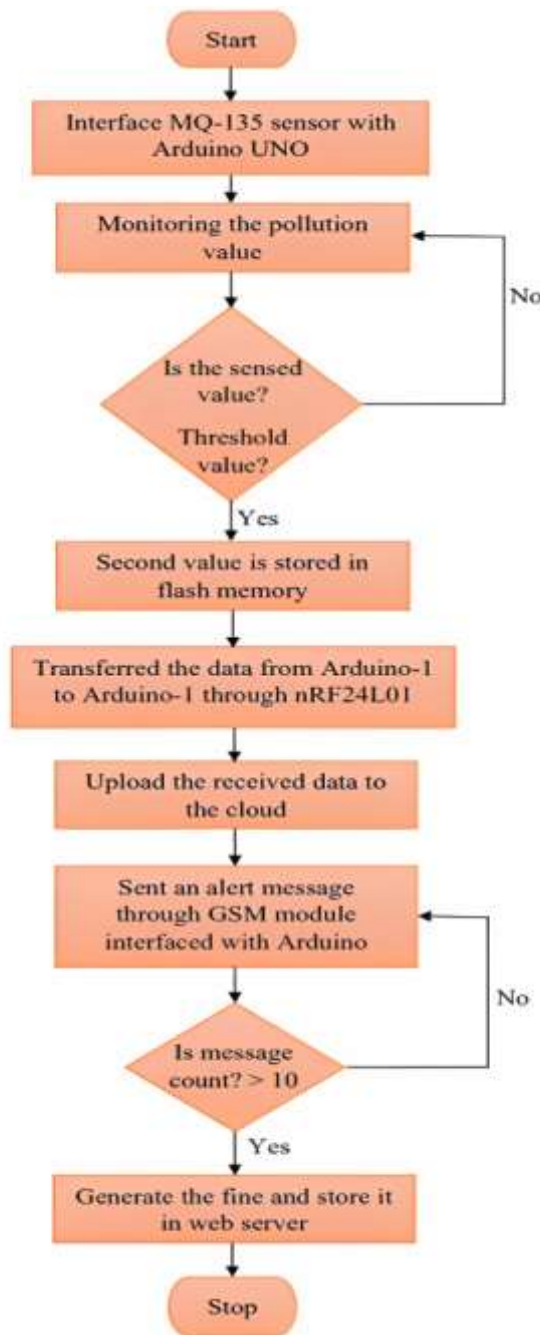 Start
Interface MQ-135 sensor with
Arduino UNO
Monitoring the pollution
value
No
Is the sensed
value?
Threshold
value?
Yes
Second value is stored in
flash memory
Transferred the data from Arduino-1
to Arduino-1 through nRF24L01
Upload the received data to
the cloud
Sent an alert message
through GSM module
interfaced with Arduino
No
Is message
count? > 10
Yes
Generate the fine and store it
in web server
Stop